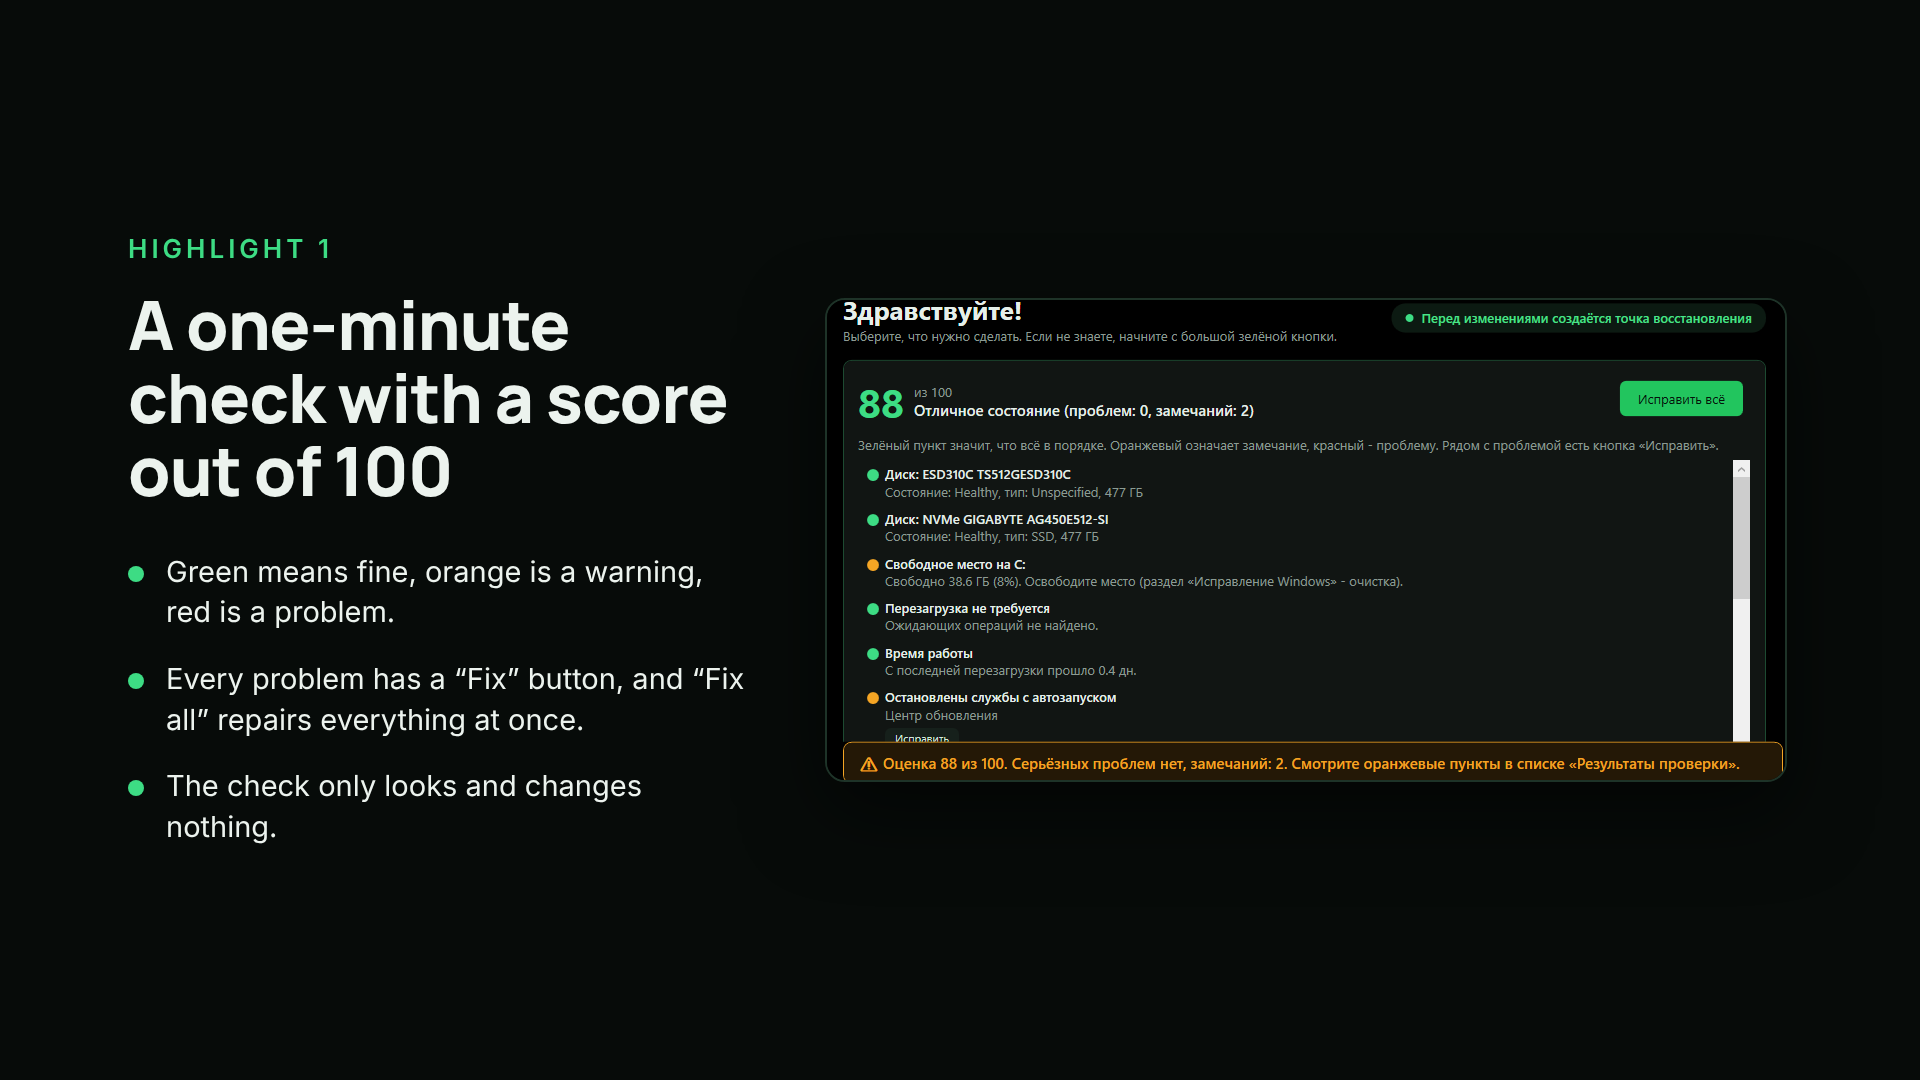 HIGHLIGHT 1
A one-minute
check with a score
out of 100
Green means fine, orange is a warning,
red is a problem.
Every problem has a “Fix” button, and “Fix
all” repairs everything at once.
The check only looks and changes
nothing.
Здравствуйте!
Выберите, что нужно сделать. Если не знаете, начните с большой зелёной кнопки.
Перед изменениями создаётся точка восстановления
88
из 100
Отличное состояние (проблем: 0, замечаний: 2)
Исправить всё
Зелёный пункт значит, что всё в порядке. Оранжевый означает замечание, красный - проблему. Рядом с проблемой есть кнопка «Исправить».
Диск: ESD310C TS512GESD310C
Состояние: Healthy, тип: Unspecified, 477 ГБ
Диск: NVMe GIGABYTE AG450E512-SI
Состояние: Healthy, тип: SSD, 477 ГБ
Свободное место на C:
Свободно 38.6 ГБ (8%). Освободите место (раздел «Исправление Windows» - очистка).
Перезагрузка не требуется
Ожидающих операций не найдено.
Время работы
С последней перезагрузки прошло 0.4 дн.
Остановлены службы с автозапуском
Центр обновления
Исправить
Оценка 88 из 100. Серьёзных проблем нет, замечаний: 2. Смотрите оранжевые пункты в списке «Результаты проверки».